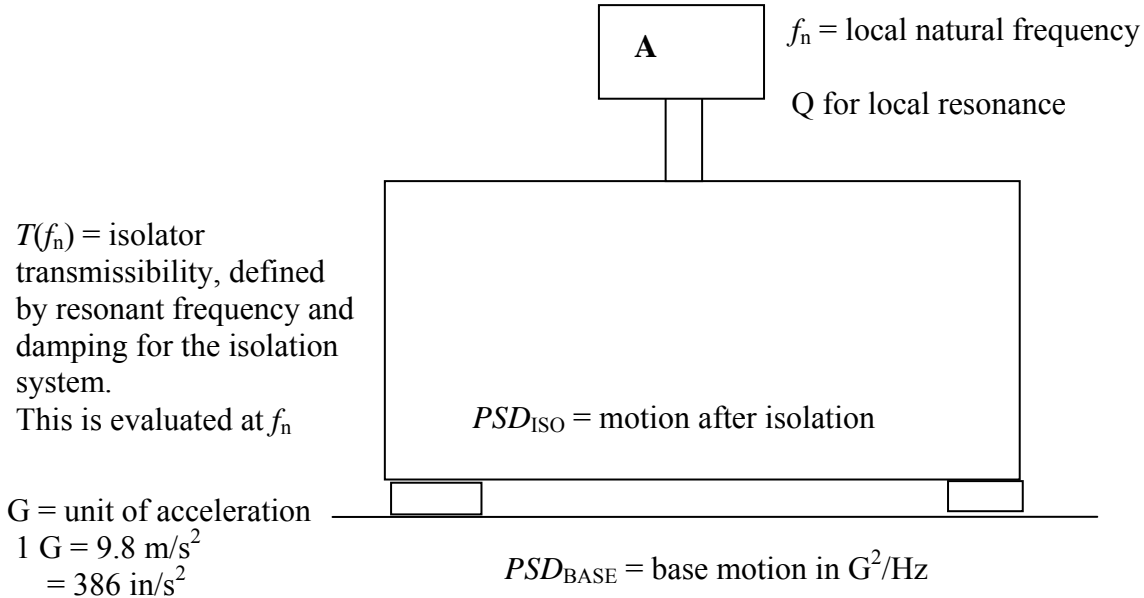 A
fn = local natural frequency
Q for local resonance
T(fn) = isolator
transmissibility, defined
by resonant frequency and
damping for the isolation
system.
This is evaluated at fn
PSDISO = motion after isolation
G = unit of acceleration
1 G = 9.8 m/s²
= 386 in/s²
PSDBASE = base motion in G²/Hz